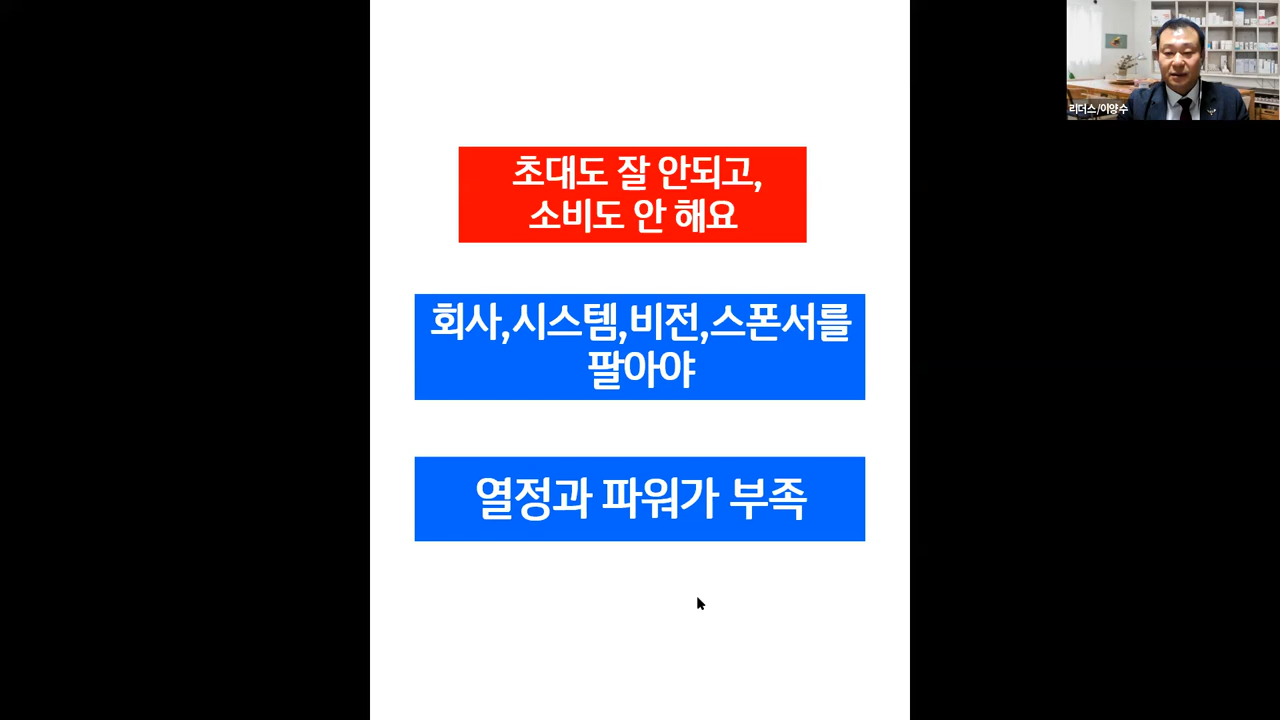 초대도 잘 안되고,
소비도 안 해요
회사,시스템,비전,스폰서를
팔아야
열정과 파워가 부족
리더스/이양수